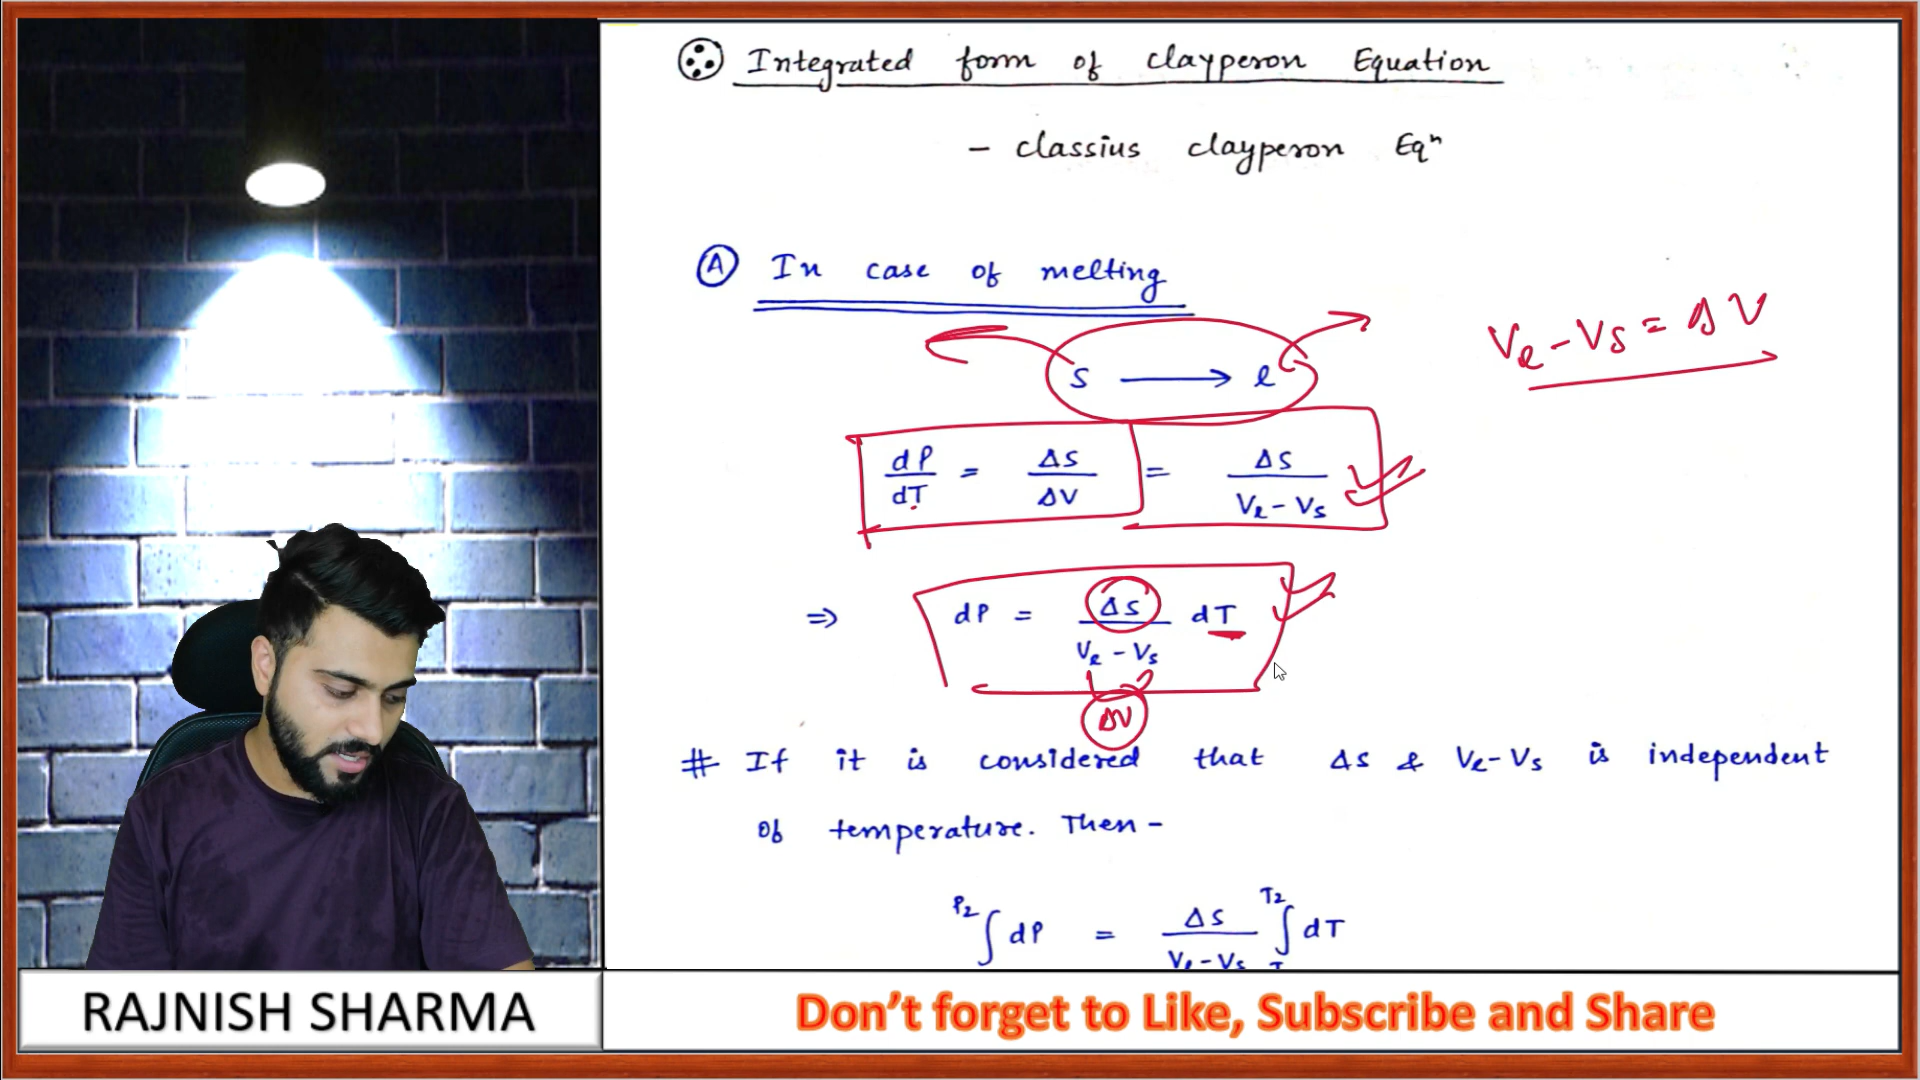 Integrated form of clayperon Equation
- classius clayperon Eqⁿ
Ⓐ In case of melting
s ⟶ l
Vl - Vs = ΔV
dP/dT = ΔS/ΔV = ΔS/(Vl - Vs)
⇒ dP = ΔS/(Vl - Vs) dT
ΔV
# If it is considered that ΔS & Vl-Vs is independent
of temperature. Then -
P2 ∫ dP = ΔS/(Vl - Vs) T2 ∫ dT
RAJNISH SHARMA
Don't forget to Like, Subscribe and Share